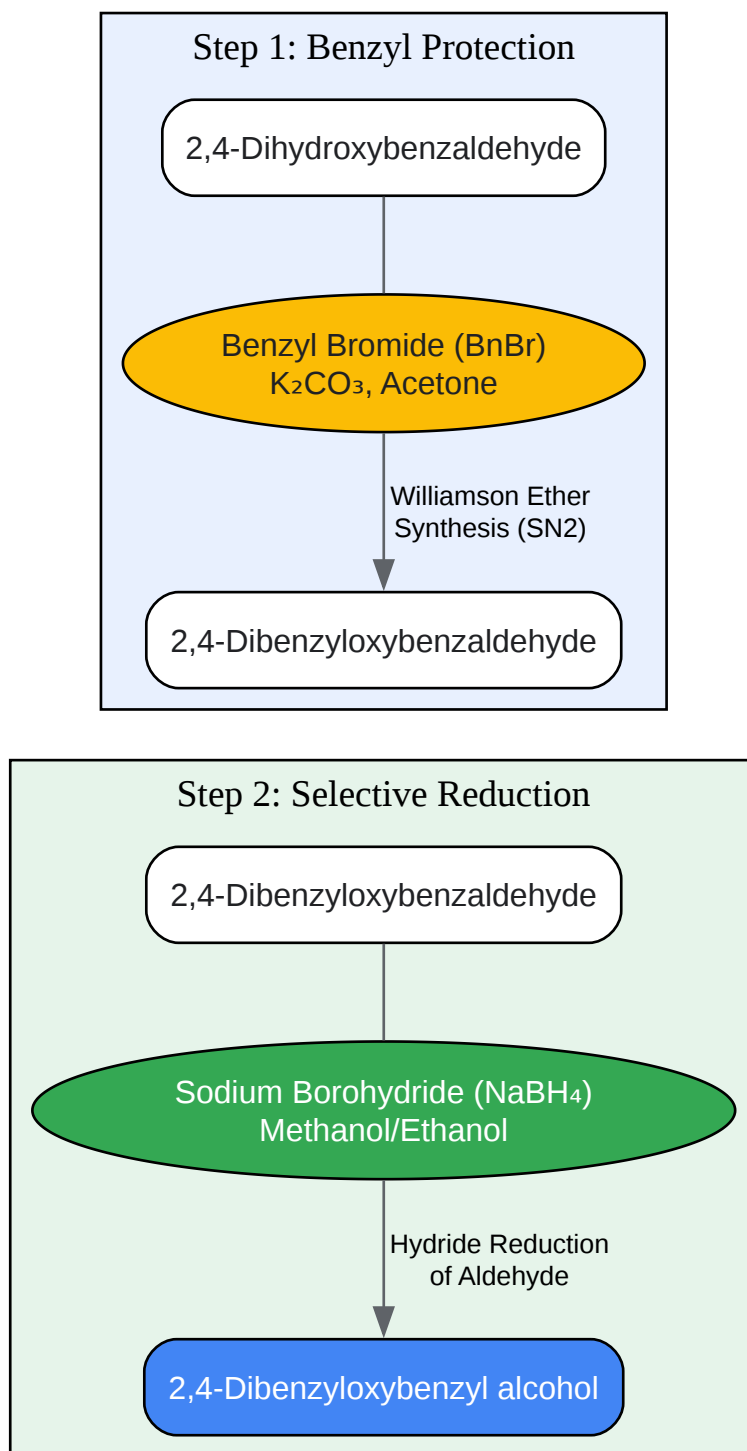 Step 1: Benzyl Protection
2,4-Dihydroxybenzaldehyde
Benzyl Bromide (BnBr)
K₂CO₃, Acetone
Williamson Ether
Synthesis (SN2)
2,4-Dibenzyloxybenzaldehyde
Step 2: Selective Reduction
2,4-Dibenzyloxybenzaldehyde
Sodium Borohydride (NaBH₄)
Methanol/Ethanol
Hydride Reduction
of Aldehyde
2,4-Dibenzyloxybenzyl alcohol